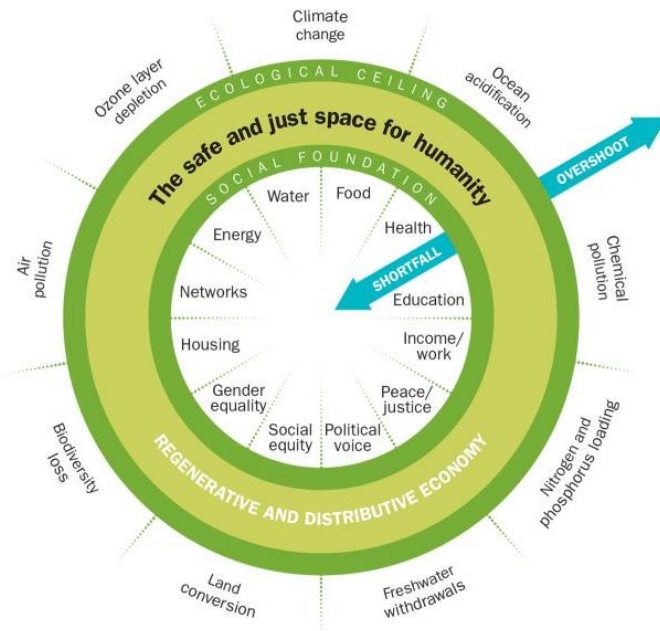 Climate
change
Ocean
acidification
Chemical
pollution
Nitrogen and
phosphorus loading
Freshwater
withdrawals
Land
conversion
Biodiversity
loss
Air
pollution
Ozone layer
depletion
ECOLOGICAL CEILING
The safe and just space for humanity
SOCIAL FOUNDATION
OVERSHOOT
SHORTFALL
Water
Food
Health
Education
Income/
work
Peace/
justice
Political
voice
Social
equity
Gender
equality
Housing
Networks
Energy
REGENERATIVE AND DISTRIBUTIVE ECONOMY